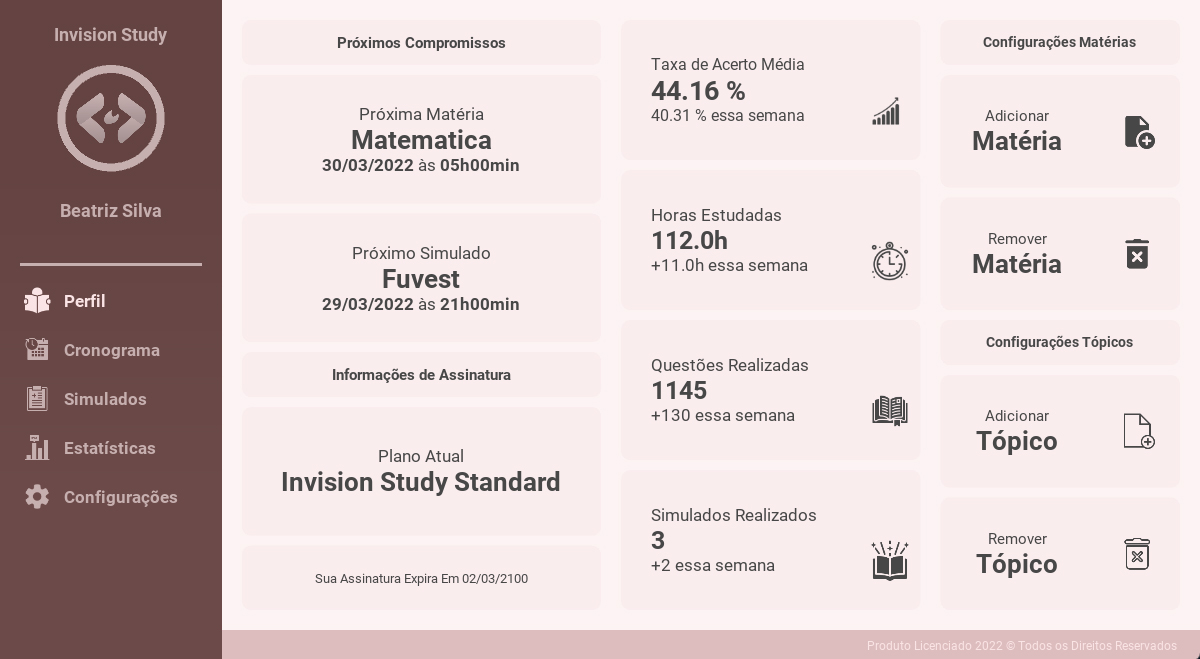 Invision Study
Beatriz Silva
Perfil
Cronograma
Simulados
Estatísticas
Configurações
Próximos Compromissos
Próxima Matéria
Matematica
30/03/2022 às 05h00min
Próximo Simulado
Fuvest
29/03/2022 às 21h00min
Informações de Assinatura
Plano Atual
Invision Study Standard
Sua Assinatura Expira Em 02/03/2100
Taxa de Acerto Média
44.16 %
40.31 % essa semana
Horas Estudadas
112.0h
+11.0h essa semana
Questões Realizadas
1145
+130 essa semana
Simulados Realizados
3
+2 essa semana
Configurações Matérias
Adicionar
Matéria
Remover
Matéria
Configurações Tópicos
Adicionar
Tópico
Remover
Tópico
Produto Licenciado 2022 © Todos os Direitos Reservados